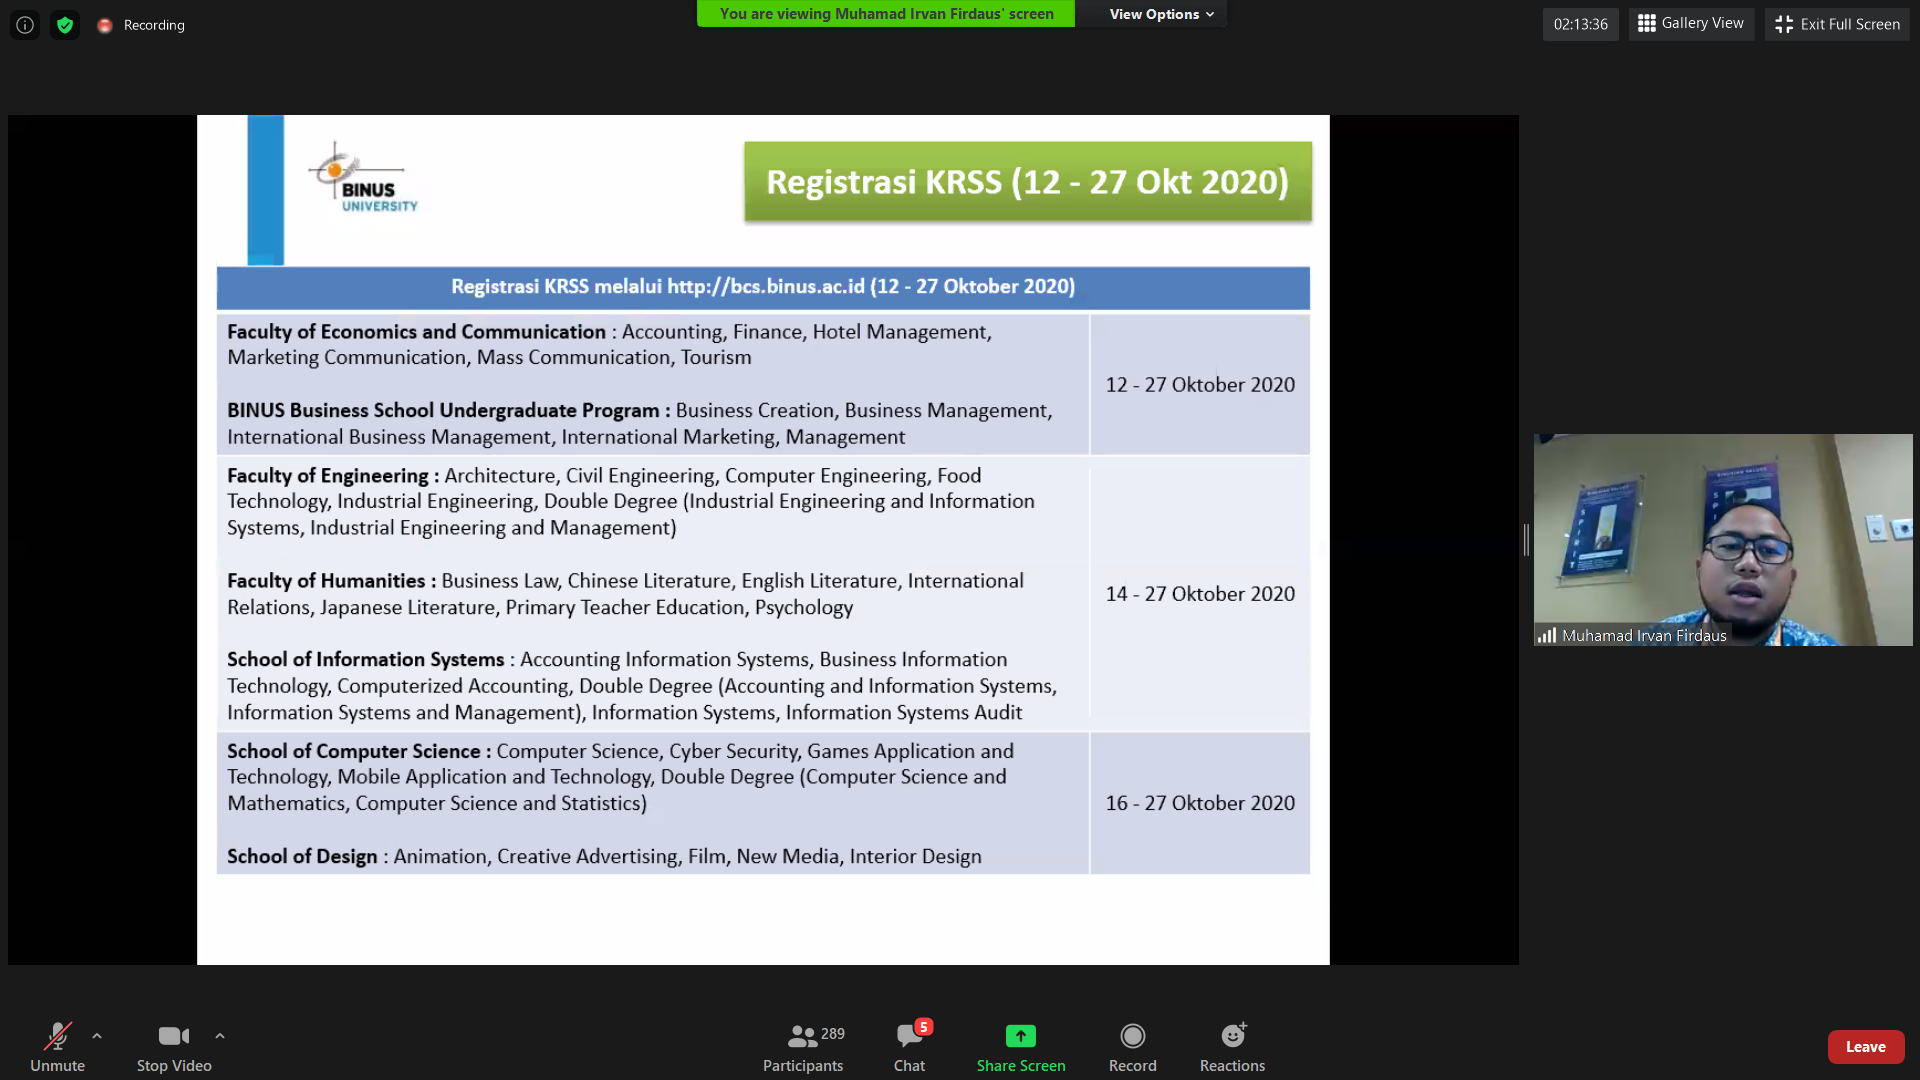 Recording
You are viewing Muhamad Irvan Firdaus' screen
View Options
02:13:36
Gallery View
Exit Full Screen
BINUS
UNIVERSITY
Registrasi KRSS (12 - 27 Okt 2020)
Registrasi KRSS melalui http://bcs.binus.ac.id (12 - 27 Oktober 2020)
Faculty of Economics and Communication : Accounting, Finance, Hotel Management,
Marketing Communication, Mass Communication, Tourism
BINUS Business School Undergraduate Program : Business Creation, Business Management,
International Business Management, International Marketing, Management
12 - 27 Oktober 2020
Faculty of Engineering : Architecture, Civil Engineering, Computer Engineering, Food
Technology, Industrial Engineering, Double Degree (Industrial Engineering and Information
Systems, Industrial Engineering and Management)
Faculty of Humanities : Business Law, Chinese Literature, English Literature, International
Relations, Japanese Literature, Primary Teacher Education, Psychology
School of Information Systems : Accounting Information Systems, Business Information
Technology, Computerized Accounting, Double Degree (Accounting and Information Systems,
Information Systems and Management), Information Systems, Information Systems Audit
14 - 27 Oktober 2020
School of Computer Science : Computer Science, Cyber Security, Games Application and
Technology, Mobile Application and Technology, Double Degree (Computer Science and
Mathematics, Computer Science and Statistics)
School of Design : Animation, Creative Advertising, Film, New Media, Interior Design
16 - 27 Oktober 2020
SPIRIT
Muhamad Irvan Firdaus
Unmute
Stop Video
289
Participants
5
Chat
Share Screen
Record
Reactions
Leave